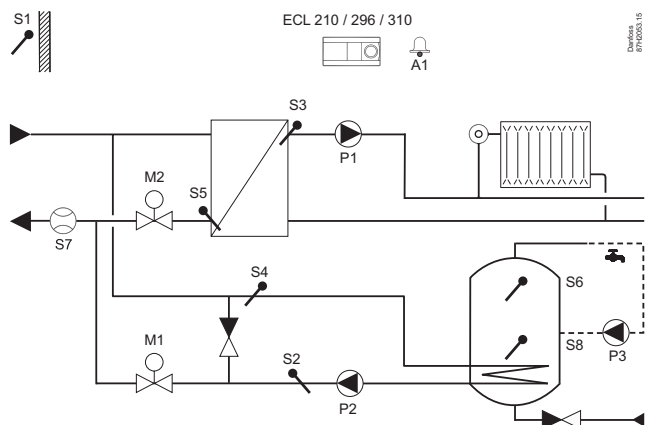 S1
ECL 210 / 296 / 310
A1
Danfoss
87H2053.15
S3
P1
M2
S5
S7
S4
S6
M1
S2
S8
P2
P3